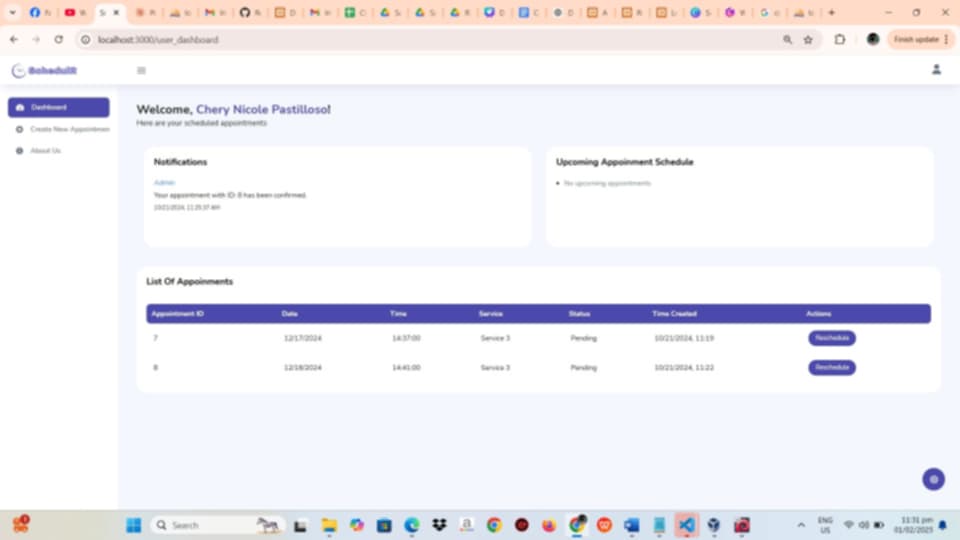 localhost:3000/user_dashboard
Finish update
SchedulR
Dashboard
Create New Appointmen
About Us
Welcome, Chery Nicole Pastilloso!
Here are your scheduled appointments
Notifications
Admin
Your appointment with ID: 8 has been confirmed.
10/21/2024, 11:25:37 AM
Upcoming Appoinment Schedule
No upcoming appointments
List Of Appoinments
Appointment ID Date Time Service Status Time Created Actions
7 12/17/2024 14:37:00 Service 3 Pending 10/21/2024, 11:19 Reschedule
8 12/18/2024 14:41:00 Service 3 Pending 10/21/2024, 11:22 Reschedule
Search
ENG
US
11:31 pm
01/02/2025